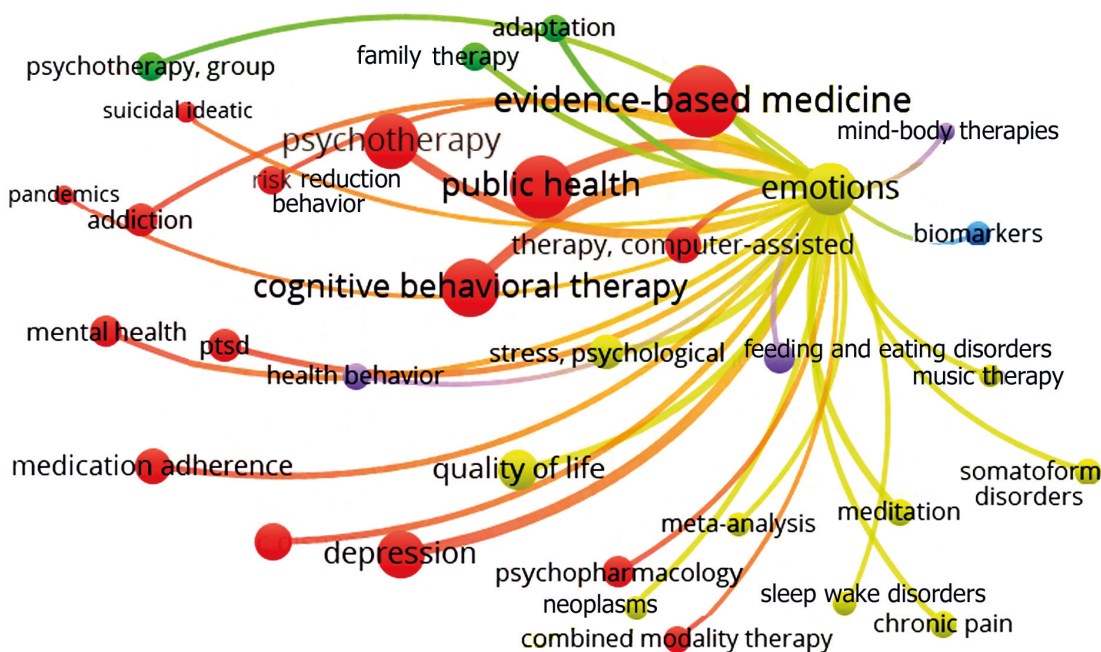 adaptation
family therapy
psychotherapy, group
evidence-based medicine
suicidal ideatic
mind-body therapies
psychotherapy
risk reduction
behavior
public health
emotions
pandemics
addiction
biomarkers
therapy, computer-assisted
cognitive behavioral therapy
mental health
ptsd
stress, psychological
feeding and eating disorders
health behavior
music therapy
medication adherence
quality of life
somatoform
disorders
meditation
meta-analysis
depression
psychopharmacology
sleep wake disorders
neoplasms
chronic pain
combined modality therapy